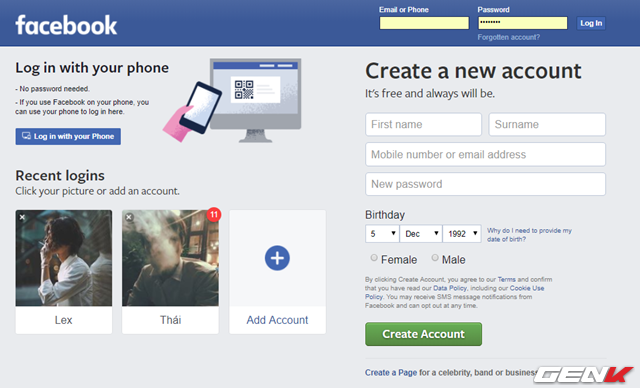 facebook
Email or Phone
Password
••••••••
Log In
Forgotten account?
Log in with your phone
- No password needed.
- If you use Facebook on your phone, you
can use your phone to log in here.
Log in with your Phone
Recent logins
Click your picture or add an account.
11
Lex
Thái
Add Account
Create a new account
It's free and always will be.
First name
Surname
Mobile number or email address
New password
Birthday
5
Dec
1992
Why do I need to provide my
date of birth?
Female
Male
By clicking Create Account, you agree to our Terms and confirm
that you have read our Data Policy, including our Cookie Use
Policy. You may receive SMS message notifications from
Facebook and can opt out at any time.
Create Account
Create a Page for a celebrity, band or business
GENK